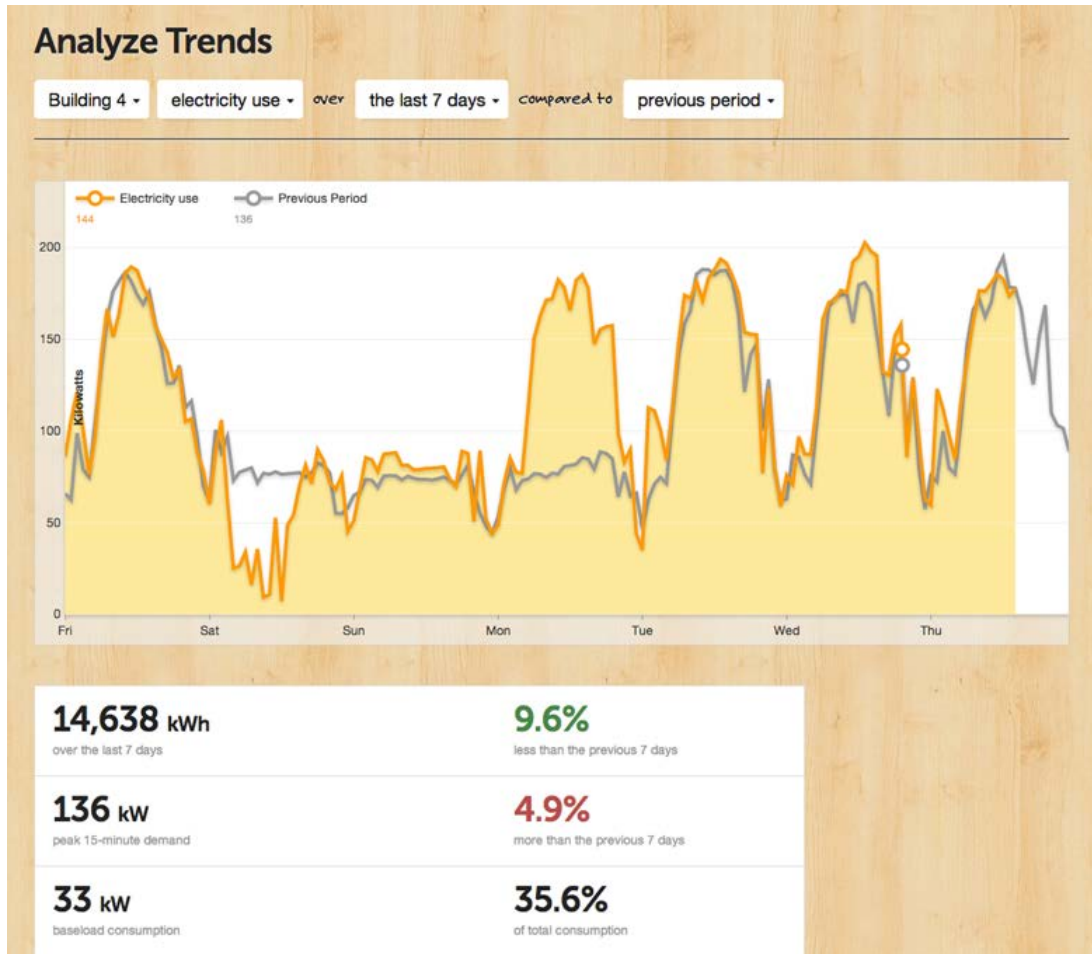 Analyze Trends
Building 4 electricity use over the last 7 days compared to previous period
Electricity use Previous Period
144 136
200
150
Kilowatts
100
50
0
Fri Sat Sun Mon Tue Wed Thu
14,638 kWh 9.6%
over the last 7 days less than the previous 7 days
136 kW 4.9%
peak 15-minute demand more than the previous 7 days
33 kW 35.6%
baseload consumption of total consumption